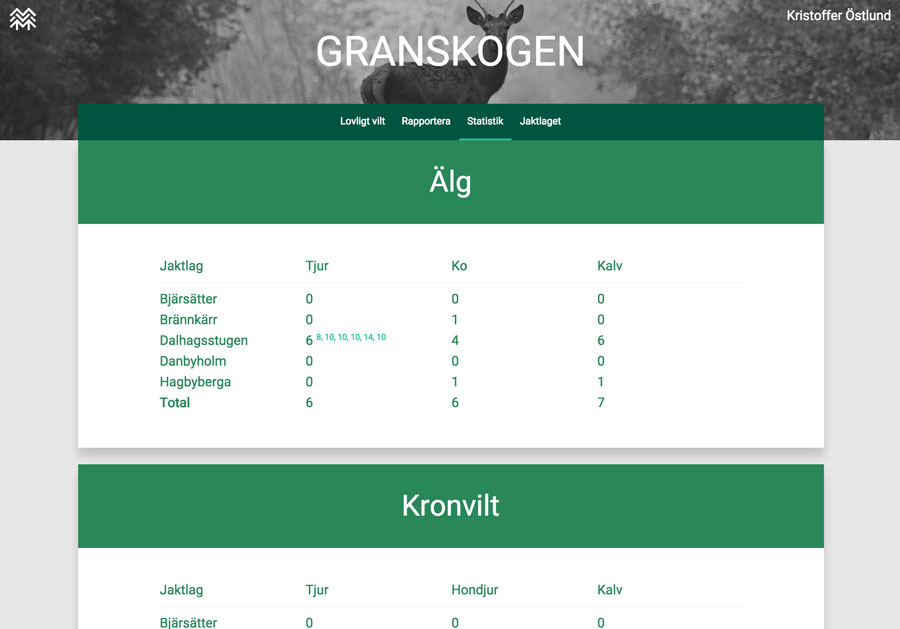 Kristoffer Östlund
GRANSKOGEN
Lovligt vilt Rapportera Statistik Jaktlaget
Älg
Jaktlag Tjur Ko Kalv
Bjärsätter 0 0 0
Brännkärr 0 1 0
Dalhagsstugen 6 8, 10, 10, 10, 14, 10 4 6
Danbyholm 0 0 0
Hagbyberga 0 1 1
Total 6 6 7
Kronvilt
Jaktlag Tjur Hondjur Kalv
Bjärsätter 0 0 0